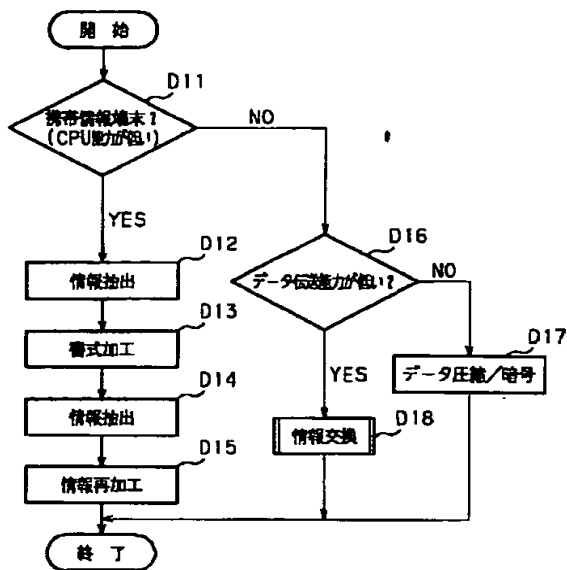 開 始
D11
携帯情報端末?
(CPU能力が低い)
NO
YES
D12
情報抽出
D13
書式加工
D14
情報抽出
D15
情報再加工
D16
データ伝送能力が低い?
NO
YES
D17
データ圧縮/暗号
D18
情報交換
終 了